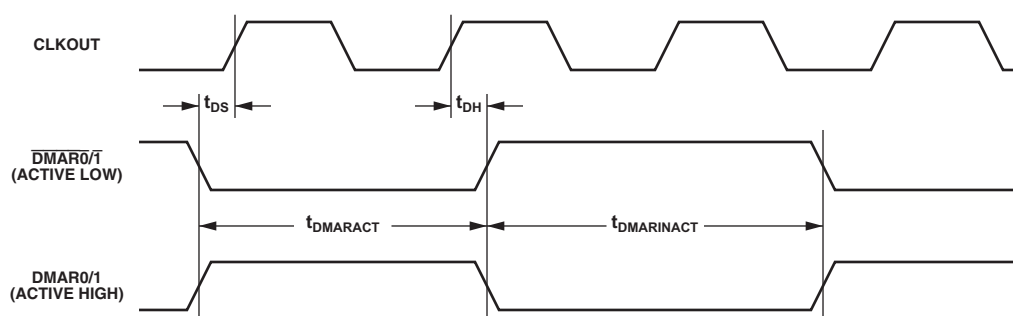 CLKOUT
tDS
tDH
DMAR0/1
(ACTIVE LOW)
tDMARACT
tDMARINACT
DMAR0/1
(ACTIVE HIGH)